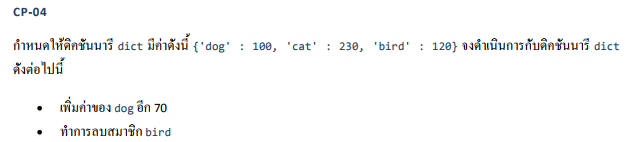 CP-04
กำหนดให้ดิคชันนารี dict มีค่าดังนี้ {'dog' : 100, 'cat' : 230, 'bird' : 120} จงดำเนินการกับดิคชันนารี dict
ดังต่อไปนี้
• เพิ่มค่าของ dog อีก 70
• ทำการลบสมาชิก bird